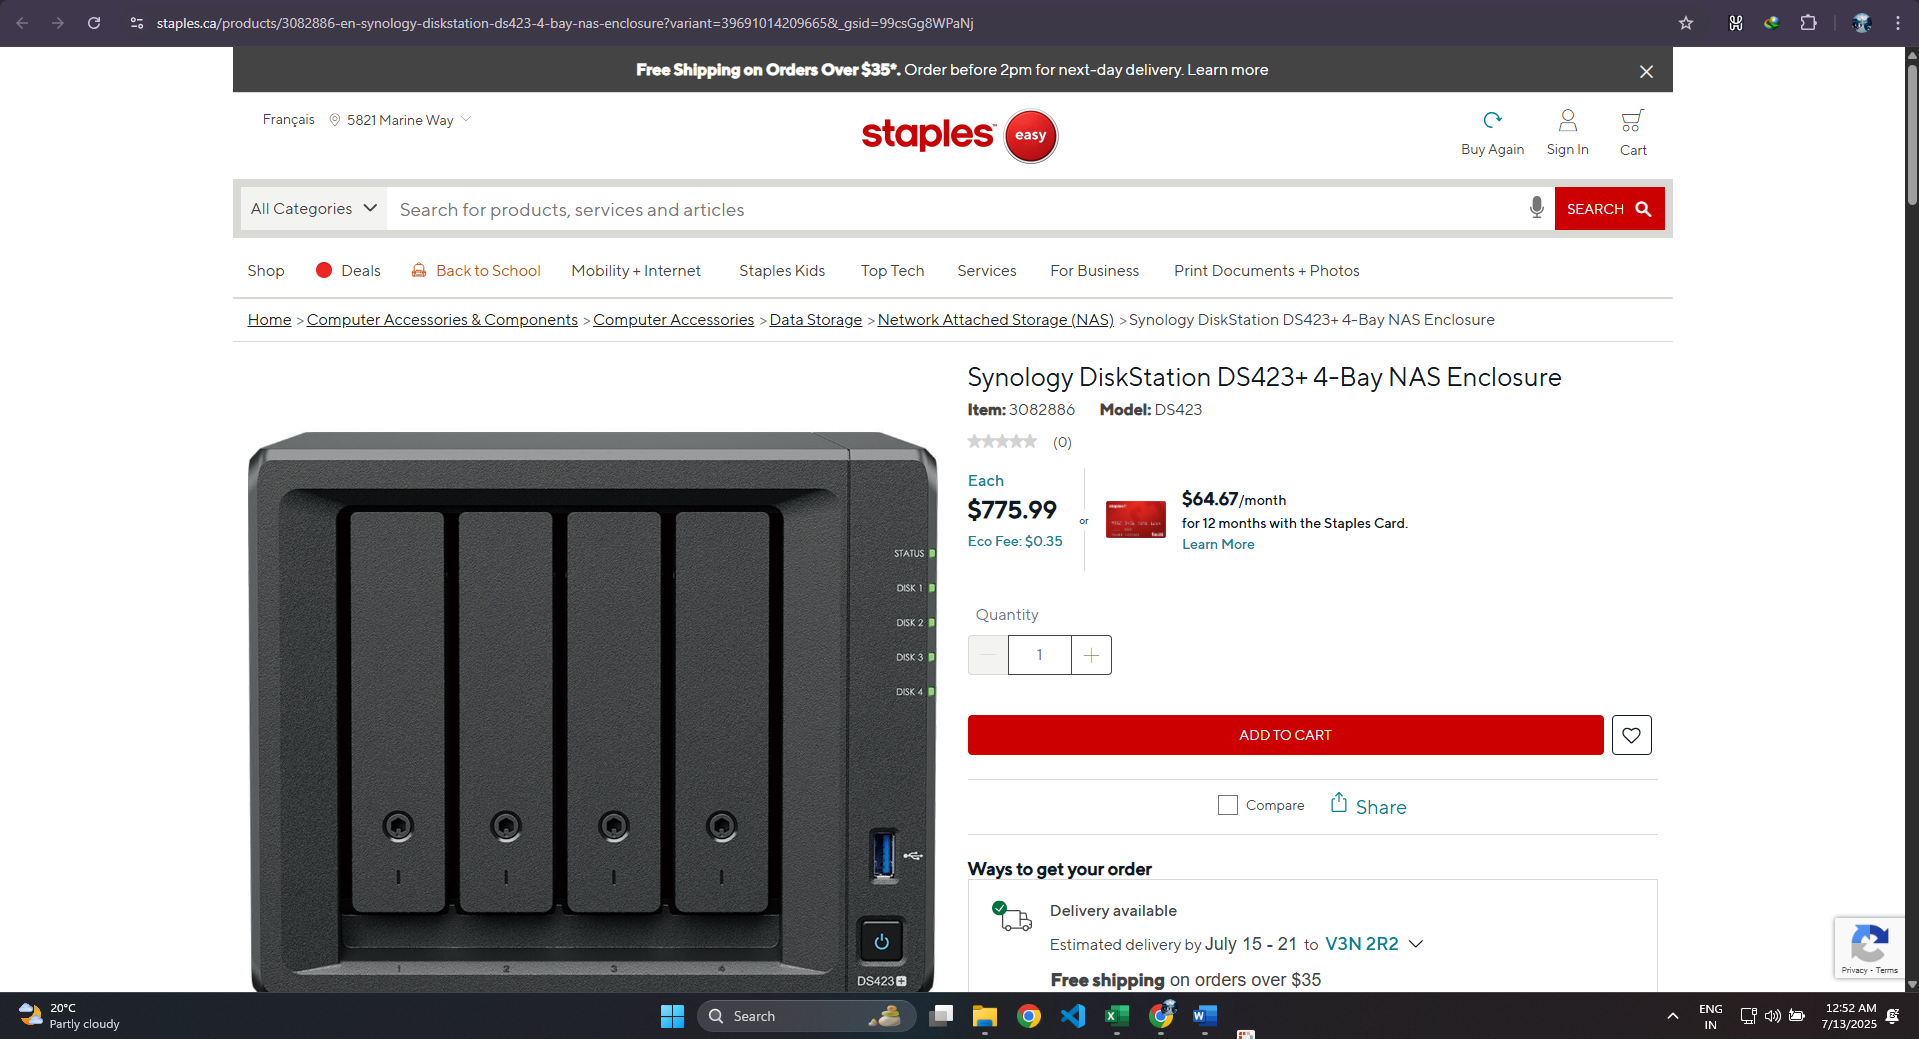 staples.ca/products/3082886-en-synology-diskstation-ds423-4-bay-nas-enclosure?variant=39691014209665&_gsid=99csGg8WPaNj
Free Shipping on Orders Over $35*. Order before 2pm for next-day delivery. Learn more
Français 5821 Marine Way
staples™ easy
Buy Again Sign In Cart
All Categories Search for products, services and articles SEARCH
Shop Deals Back to School Mobility + Internet Staples Kids Top Tech Services For Business Print Documents + Photos
Home > Computer Accessories & Components > Computer Accessories > Data Storage > Network Attached Storage (NAS) > Synology DiskStation DS423+ 4-Bay NAS Enclosure
Synology DiskStation DS423+ 4-Bay NAS Enclosure
Item: 3082886 Model: DS423
(0)
Each
$775.99
Eco Fee: $0.35
or
$64.67/month
for 12 months with the Staples Card.
Learn More
STATUS
DISK 1
DISK 2
DISK 3
DISK 4
1 2 3 4
DS423+
Quantity
1
ADD TO CART
Compare Share
Ways to get your order
Delivery available
Estimated delivery by July 15 - 21 to V3N 2R2
Free shipping on orders over $35
Privacy - Terms
20°C
Partly cloudy
Search
ENG
IN
12:52 AM
7/13/2025